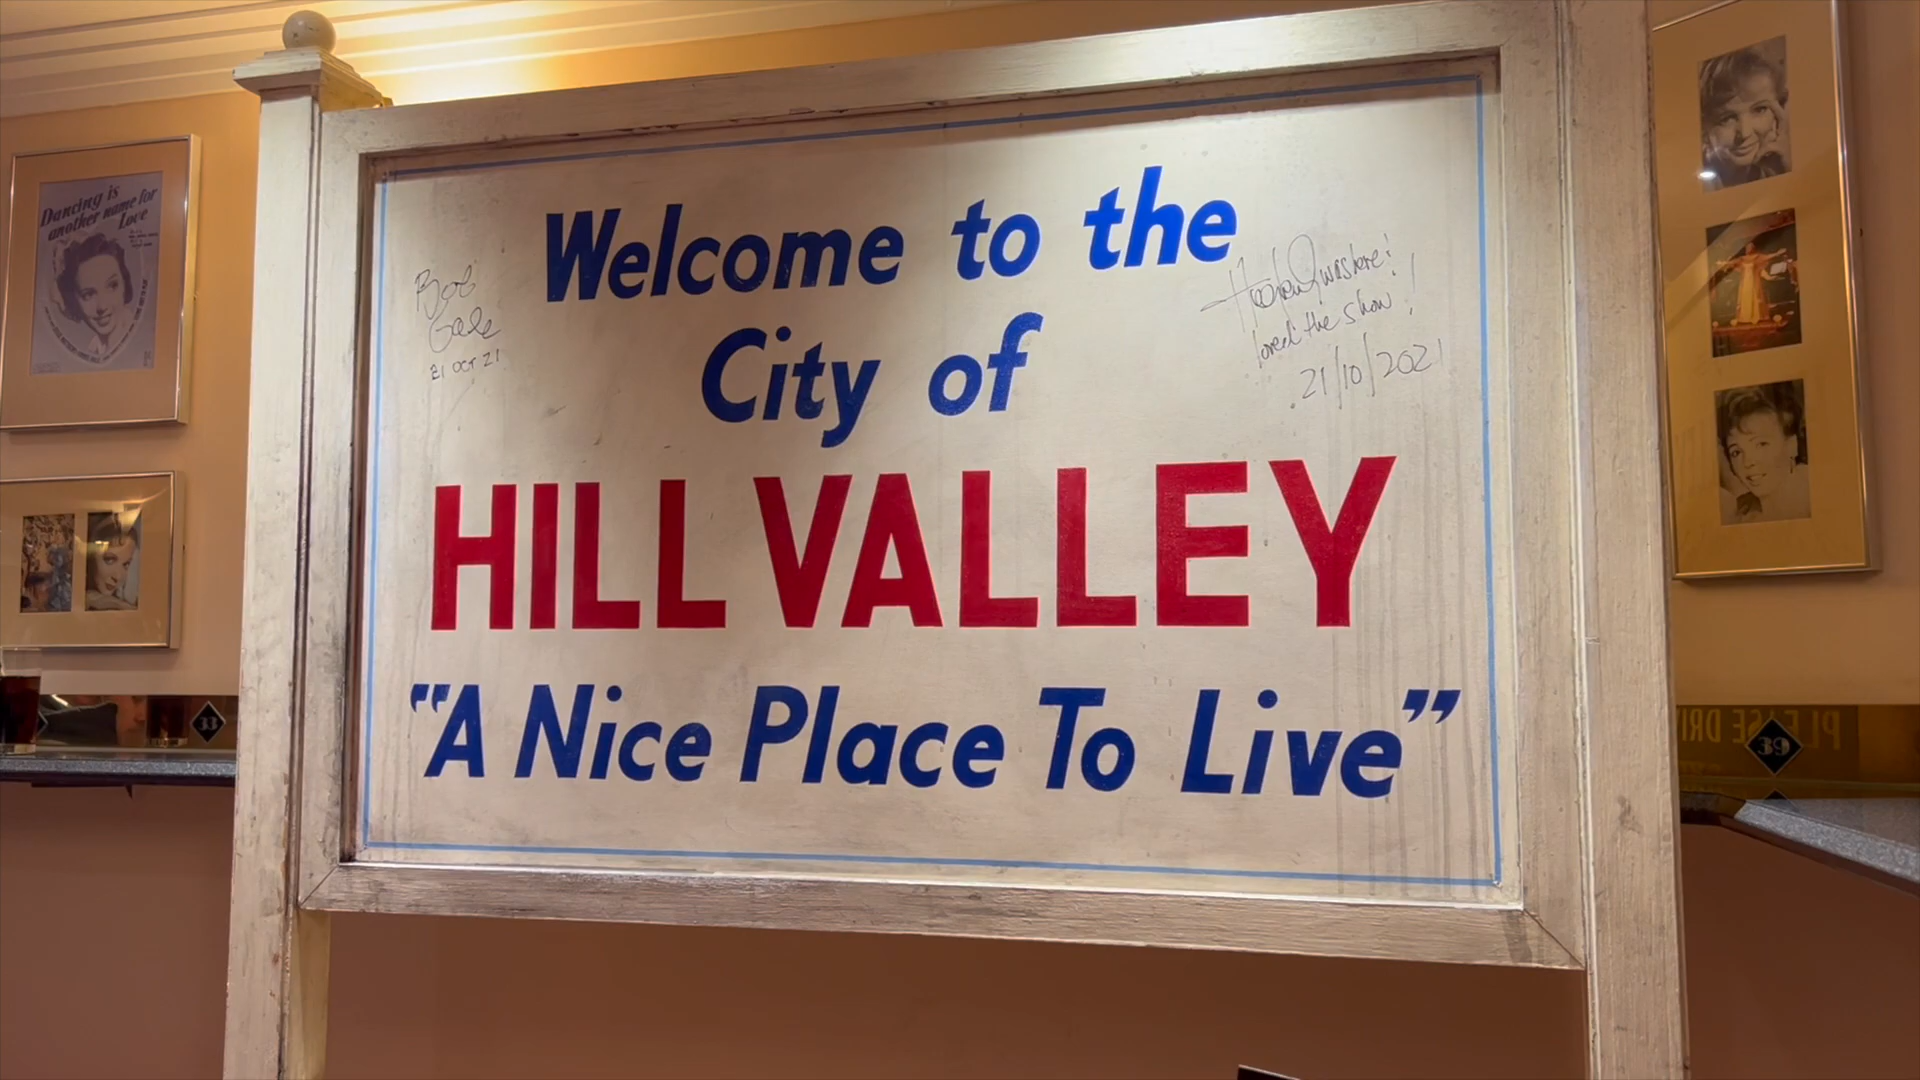 Dancing is
another name for
Love
Welcome to the
City of
HILL VALLEY
"A Nice Place To Live"
Bob
Gale
21 OCT 21
was here!
loved the show!
21/10/2021
33
PLEASE DRI
39